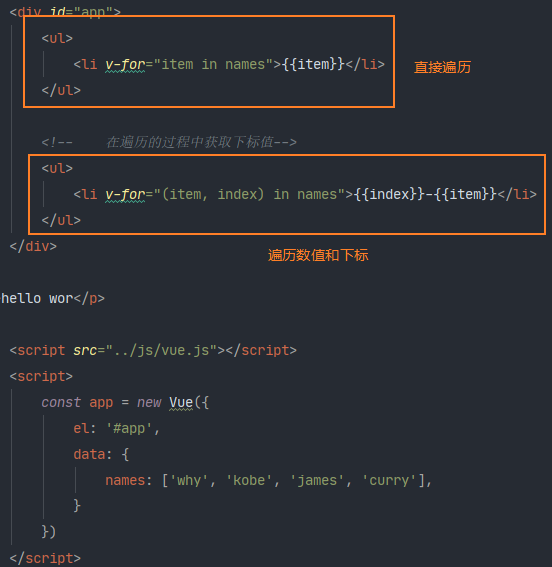 <div id="app">
<ul>
<li v-for="item in names">{{item}}</li>
直接遍历
</ul>
<!-- 在遍历的过程中获取下标值-->
<ul>
<li v-for="(item, index) in names">{{index}}-{{item}}</li>
</ul>
</div>
遍历数值和下标
hello wor</p>
<script src="../js/vue.js"></script>
<script>
const app = new Vue({
el: '#app',
data: {
names: ['why', 'kobe', 'james', 'curry'],
}
})
</script>